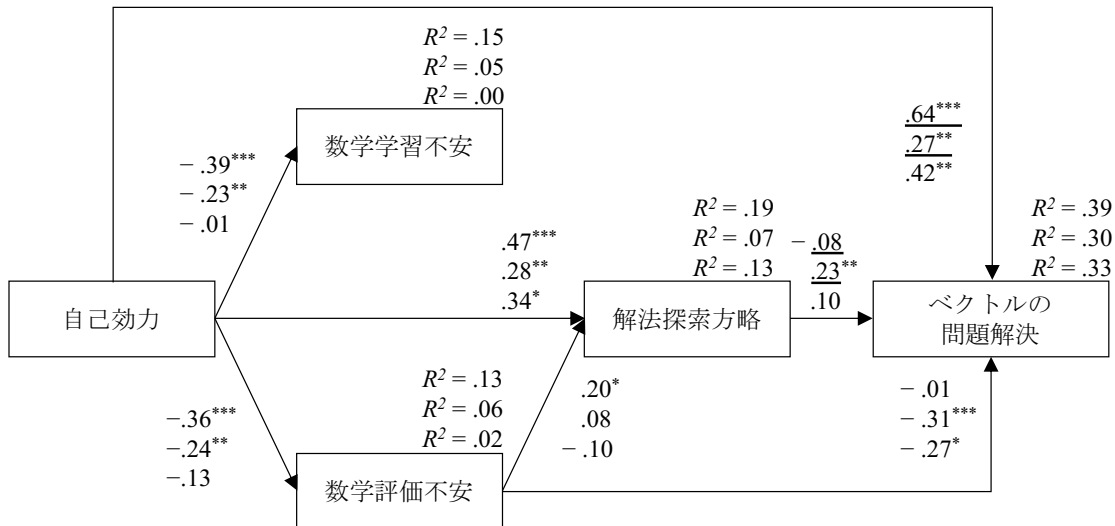 R² = .15
R² = .05
R² = .00
数学学習不安
− .39***
− .23**
− .01
.64***
.27**
.42**
.47***
.28**
.34*
R² = .19
R² = .07
R² = .13
− .08
.23**
.10
R² = .39
R² = .30
R² = .33
自己効力
解法探索方略
ベクトルの
問題解決
−.36***
−.24**
−.13
R² = .13
R² = .06
R² = .02
.20*
.08
− .10
− .01
− .31***
− .27*
数学評価不安